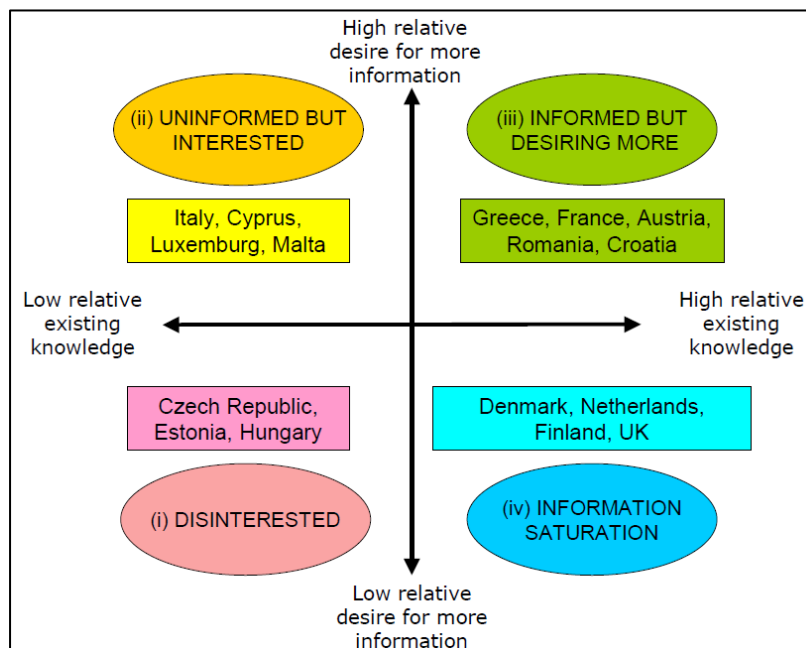 High relative
desire for more
information
(ii) UNINFORMED BUT
INTERESTED
(iii) INFORMED BUT
DESIRING MORE
Italy, Cyprus,
Luxemburg, Malta
Greece, France, Austria,
Romania, Croatia
Low relative
existing
knowledge
High relative
existing
knowledge
Czech Republic,
Estonia, Hungary
Denmark, Netherlands,
Finland, UK
(i) DISINTERESTED
(iv) INFORMATION
SATURATION
Low relative
desire for more
information